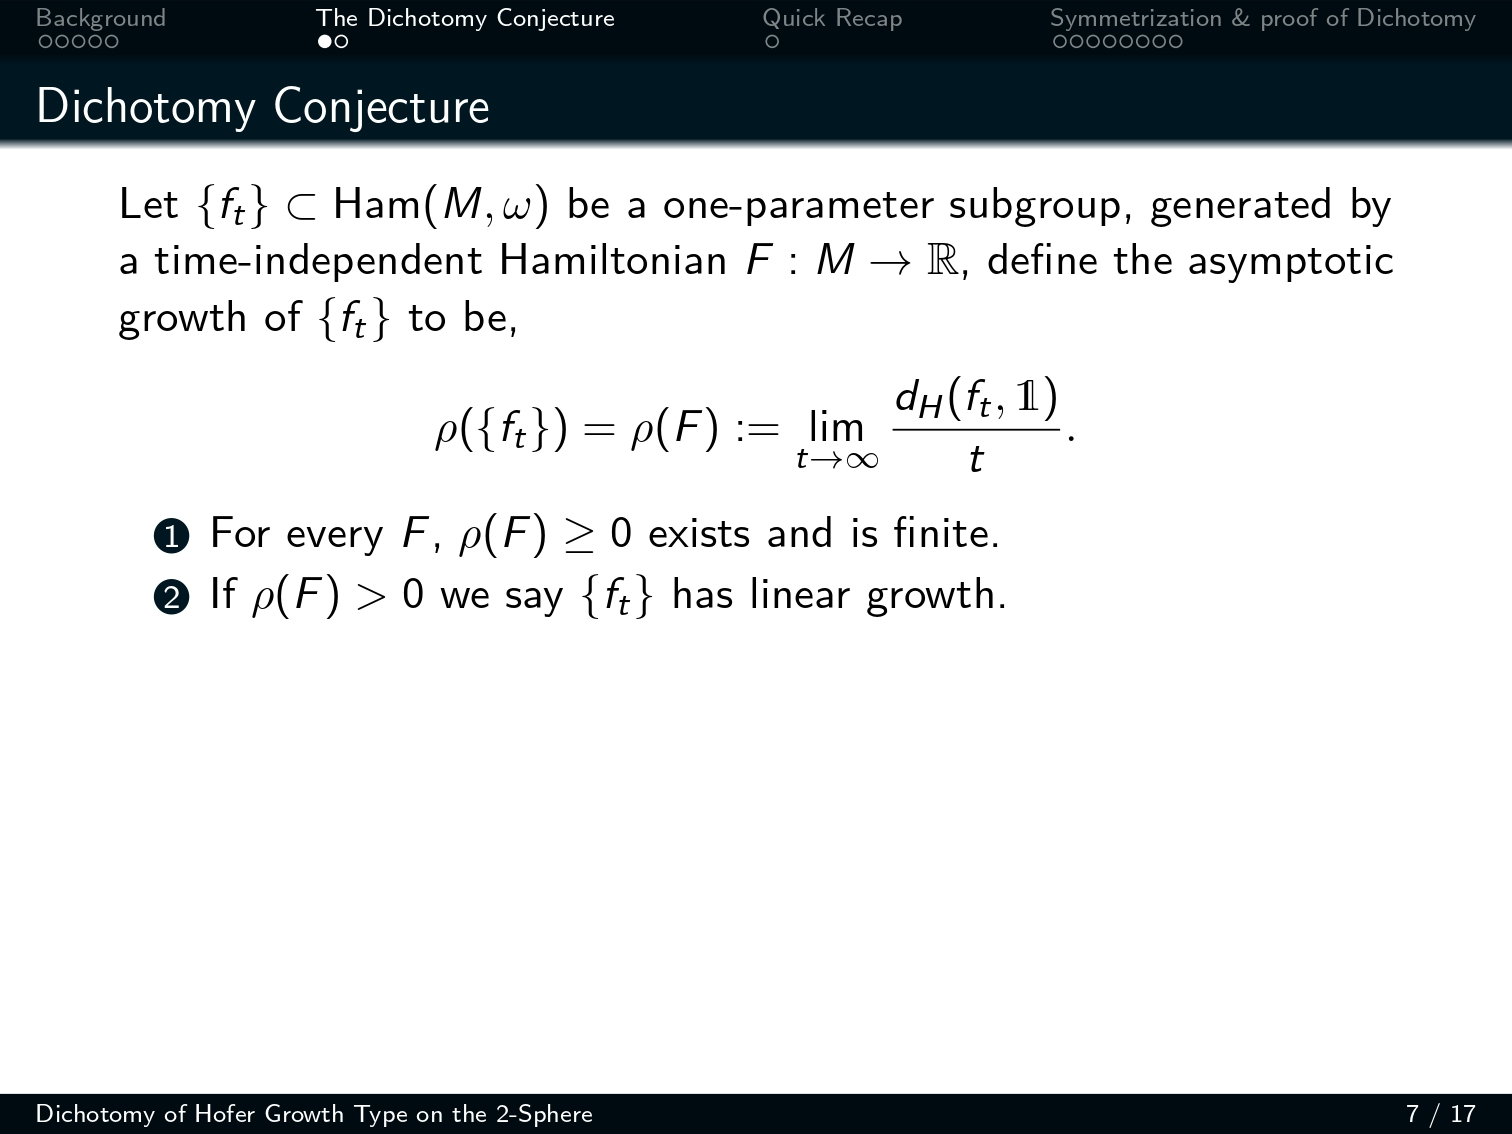 Background
The Dichotomy Conjecture
Quick Recap
Symmetrization & proof of Dichotomy
Dichotomy Conjecture
Let {f_t} ⊂ Ham(M, ω) be a one-parameter subgroup, generated by
a time-independent Hamiltonian F : M → ℝ, define the asymptotic
growth of {f_t} to be,
ρ({f_t}) = ρ(F) := lim_{t→∞} d_H(f_t, 𝟙) / t.
1 For every F, ρ(F) ≥ 0 exists and is finite.
2 If ρ(F) > 0 we say {f_t} has linear growth.
Dichotomy of Hofer Growth Type on the 2-Sphere
7 / 17